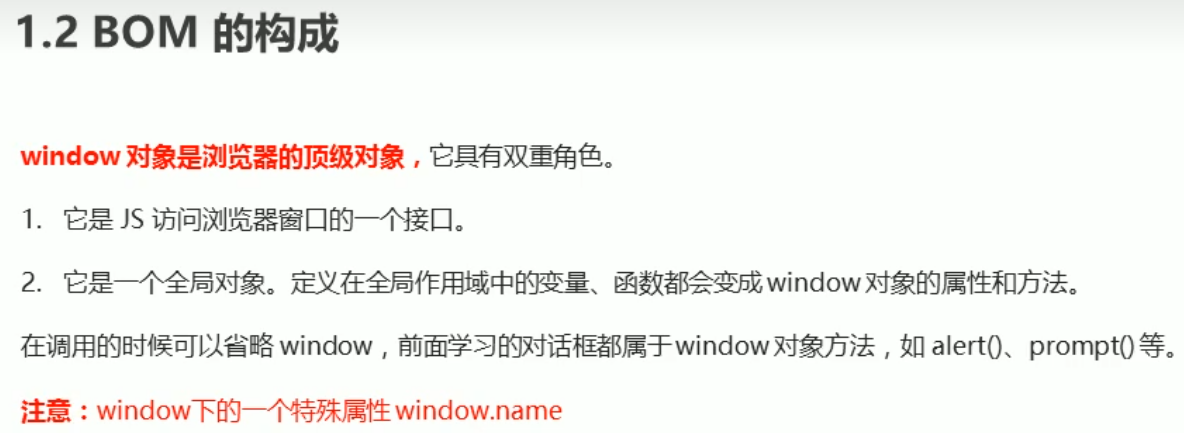 1.2 BOM 的构成
window 对象是浏览器的顶级对象，它具有双重角色。
1. 它是 JS 访问浏览器窗口的一个接口。
2. 它是一个全局对象。定义在全局作用域中的变量、函数都会变成 window 对象的属性和方法。
在调用的时候可以省略 window，前面学习的对话框都属于 window 对象方法，如 alert()、prompt() 等。
注意：window下的一个特殊属性 window.name